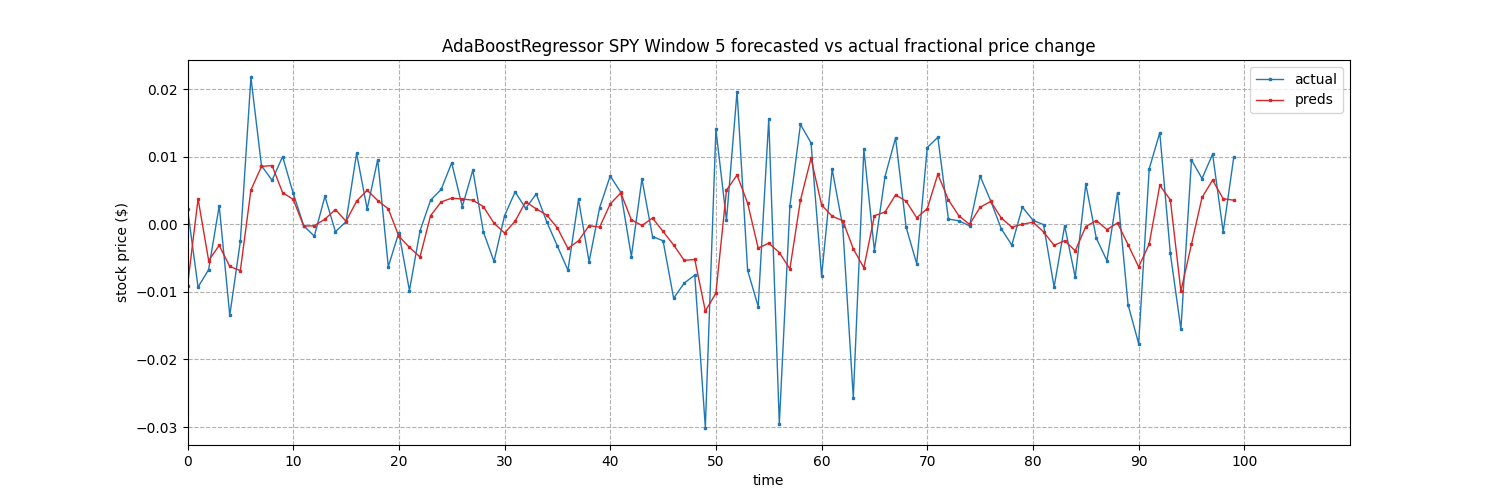 AdaBoostRegressor SPY Window 5 forecasted vs actual fractional price change
actual
preds
stock price ($)
0.02
0.01
0.00
−0.01
−0.02
−0.03
0 10 20 30 40 50 60 70 80 90 100
time